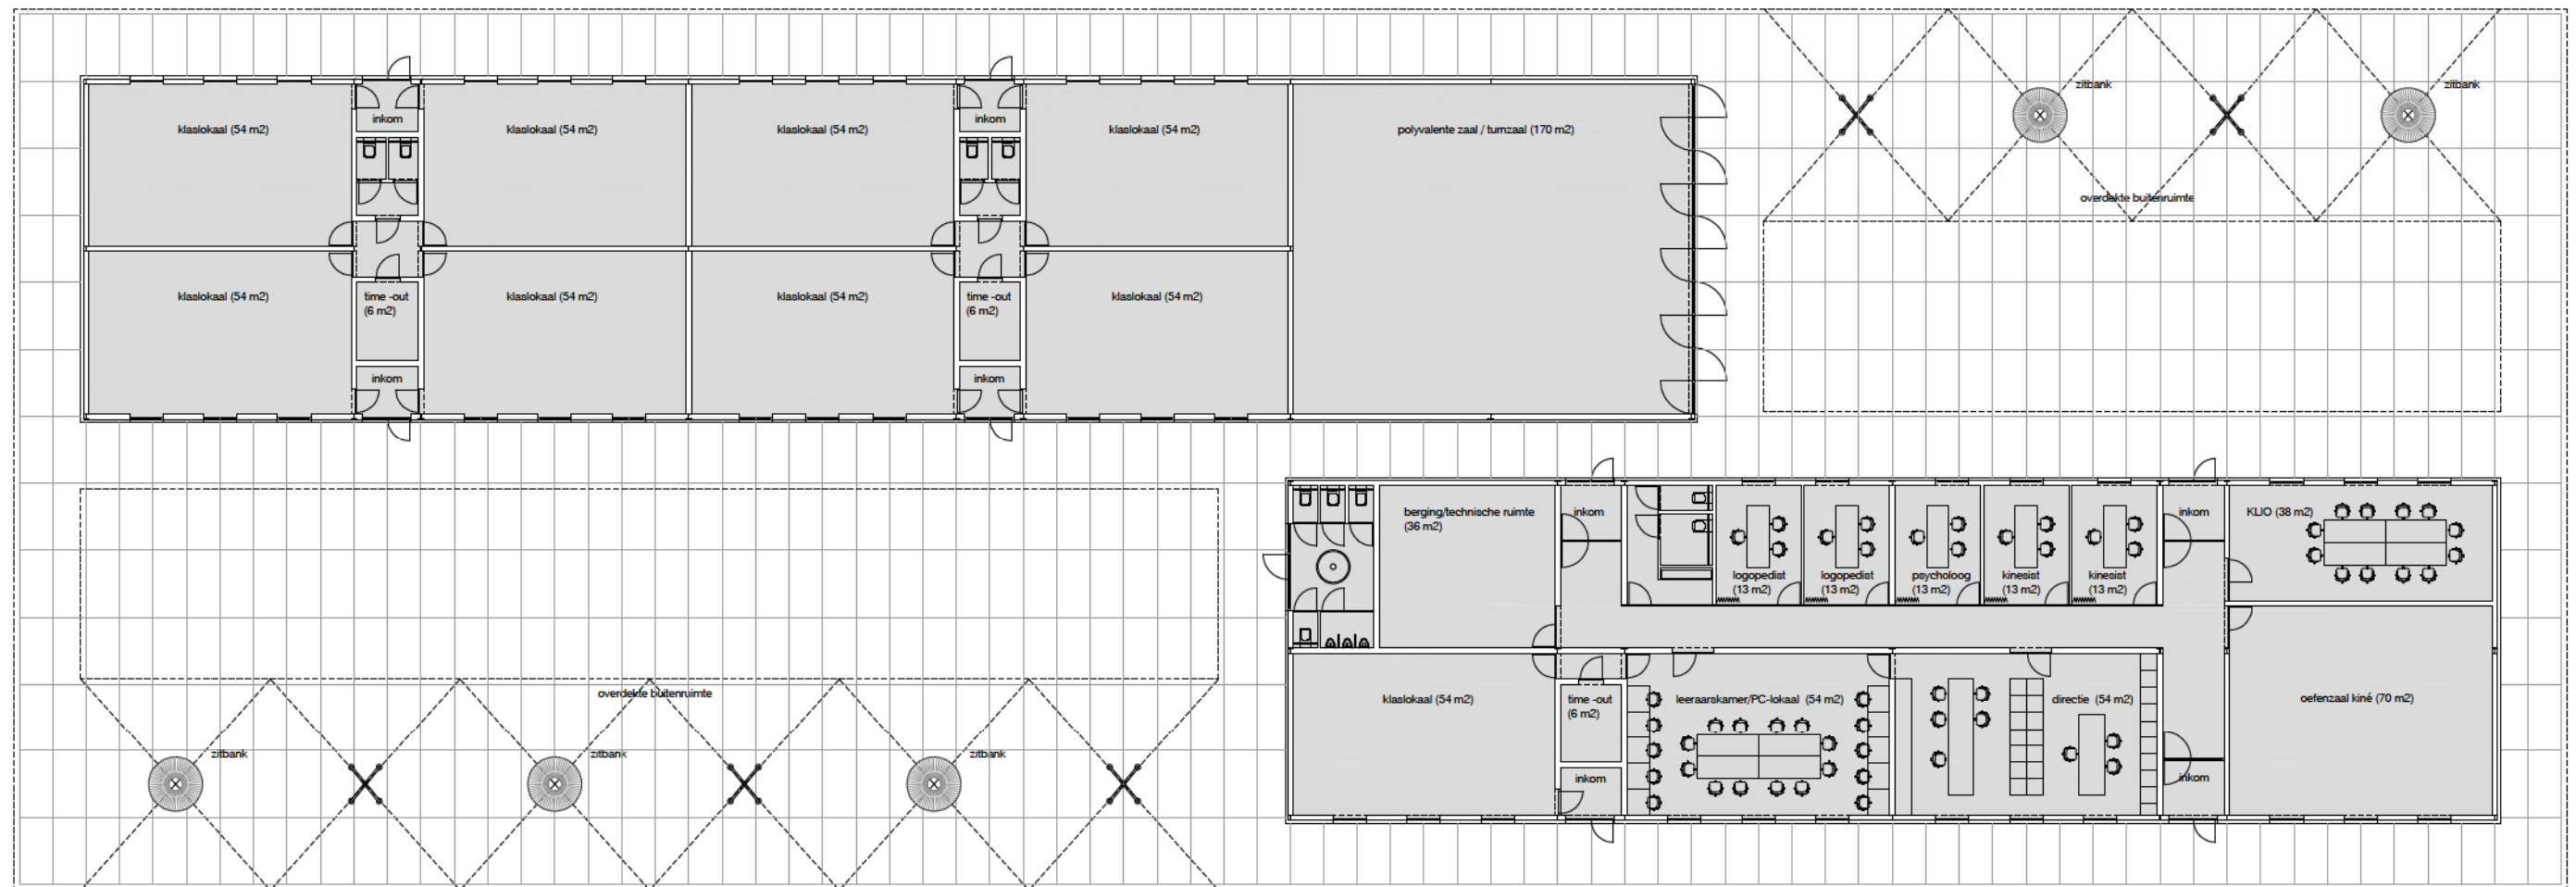 zitbank
zitbank
inkom
inkom
klaslokaal (54 m2)
klaslokaal (54 m2)
klaslokaal (54 m2)
klaslokaal (54 m2)
polyvalente zaal / turnzaal (170 m2)
overdekte buitenruimte
klaslokaal (54 m2)
time -out
(6 m2)
klaslokaal (54 m2)
klaslokaal (54 m2)
time -out
(6 m2)
klaslokaal (54 m2)
inkom
inkom
berging/technische ruimte
(36 m2)
inkom
logopedist
(13 m2)
logopedist
(13 m2)
psycholoog
(13 m2)
kinesist
(13 m2)
kinesist
(13 m2)
inkom
KLIO (38 m2)
overdekte buitenruimte
klaslokaal (54 m2)
time -out
(6 m2)
leeraarskamer/PC-lokaal (54 m2)
directie (54 m2)
oefenzaal kiné (70 m2)
zitbank
zitbank
zitbank
inkom
inkom